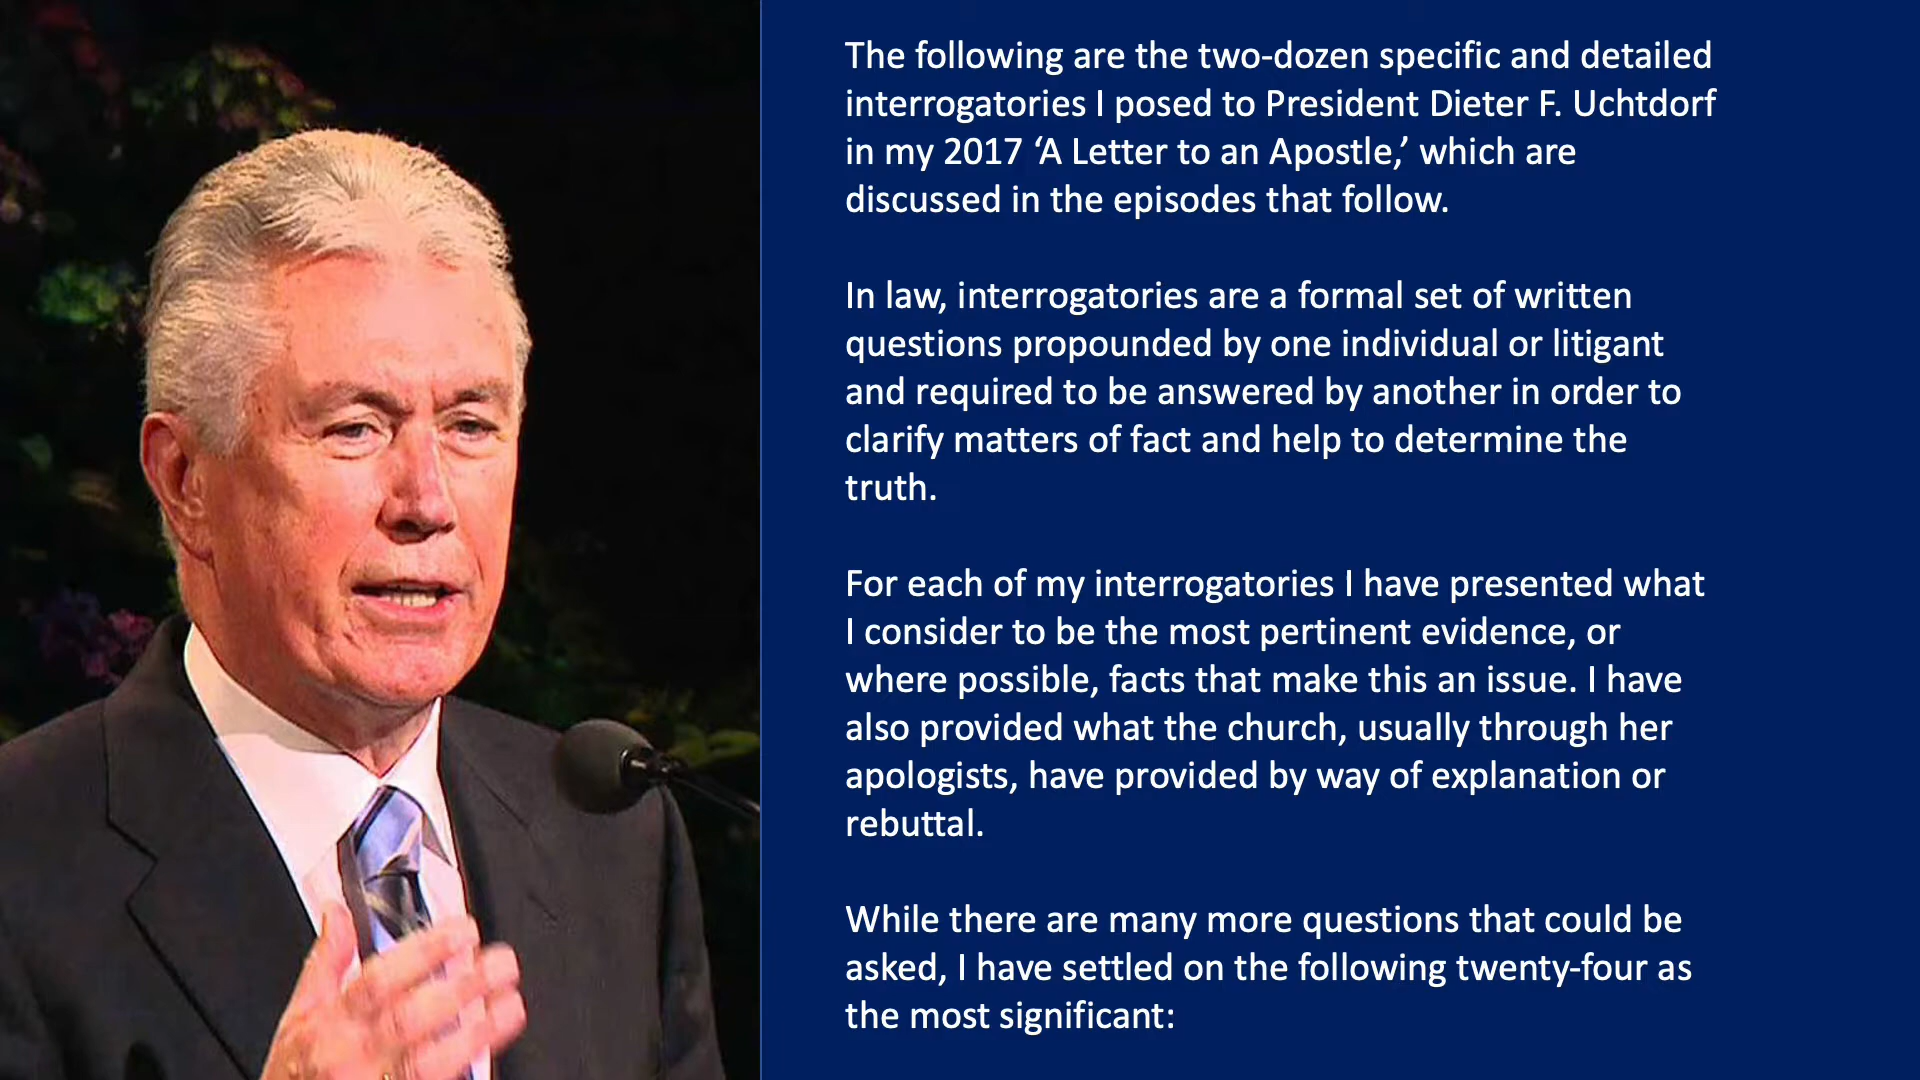 The following are the two-dozen specific and detailed
interrogatories I posed to President Dieter F. Uchtdorf
in my 2017 ‘A Letter to an Apostle,’ which are
discussed in the episodes that follow.
In law, interrogatories are a formal set of written
questions propounded by one individual or litigant
and required to be answered by another in order to
clarify matters of fact and help to determine the
truth.
For each of my interrogatories I have presented what
I consider to be the most pertinent evidence, or
where possible, facts that make this an issue. I have
also provided what the church, usually through her
apologists, have provided by way of explanation or
rebuttal.
While there are many more questions that could be
asked, I have settled on the following twenty-four as
the most significant: